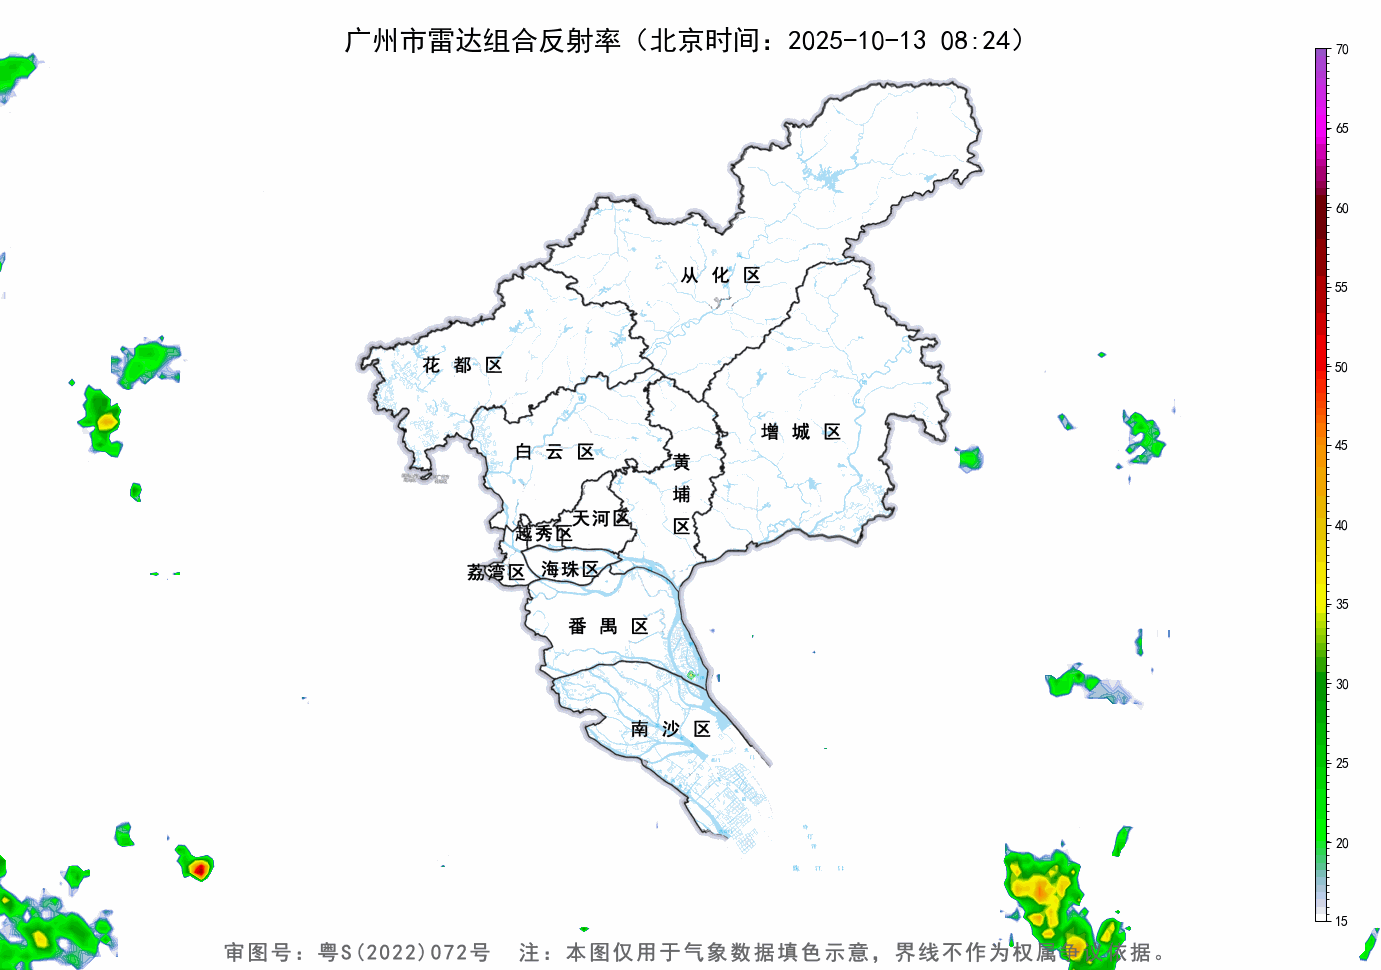 广州市雷达组合反射率（北京时间：2025-10-13 08:24）
70
65
60
55
50
45
40
35
30
25
20
15
从化区
花都区
增城区
白云区
黄埔区
天河区
越秀区
荔湾区
海珠区
番禺区
南沙区
审图号：粤S(2022)072号 注：本图仅用于气象数据填色示意，界线不作为权属争议依据。